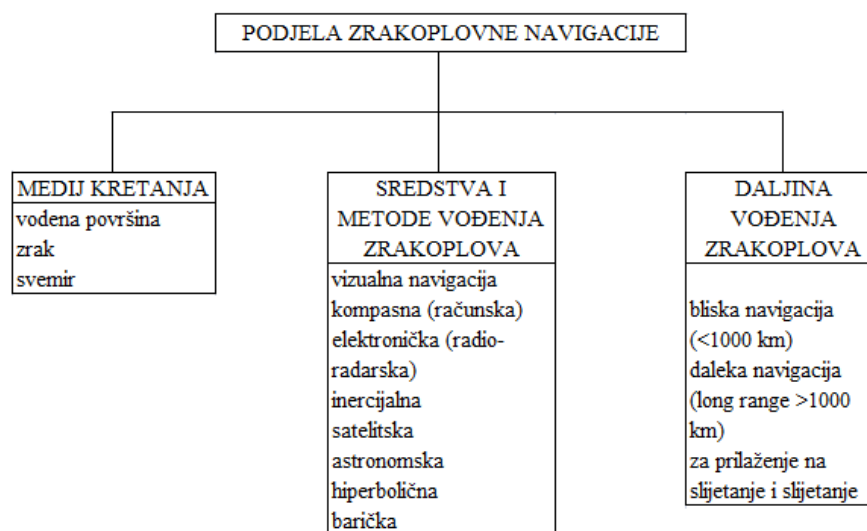 PODJELA ZRAKOPLOVNE NAVIGACIJE
MEDIJ KRETANJA
vodena površina
zrak
svemir
SREDSTVA I
METODE VOĐENJA
ZRAKOPLOVA
vizualna navigacija
kompasna (računska)
elektronička (radio-
radarska)
inercijalna
satelitska
astronomska
hiperbolična
barička
DALJINA
VOĐENJA
ZRAKOPLOVA
bliska navigacija
(<1000 km)
daleka navigacija
(long range >1000
km)
za prilaženje na
slijetanje i slijetanje